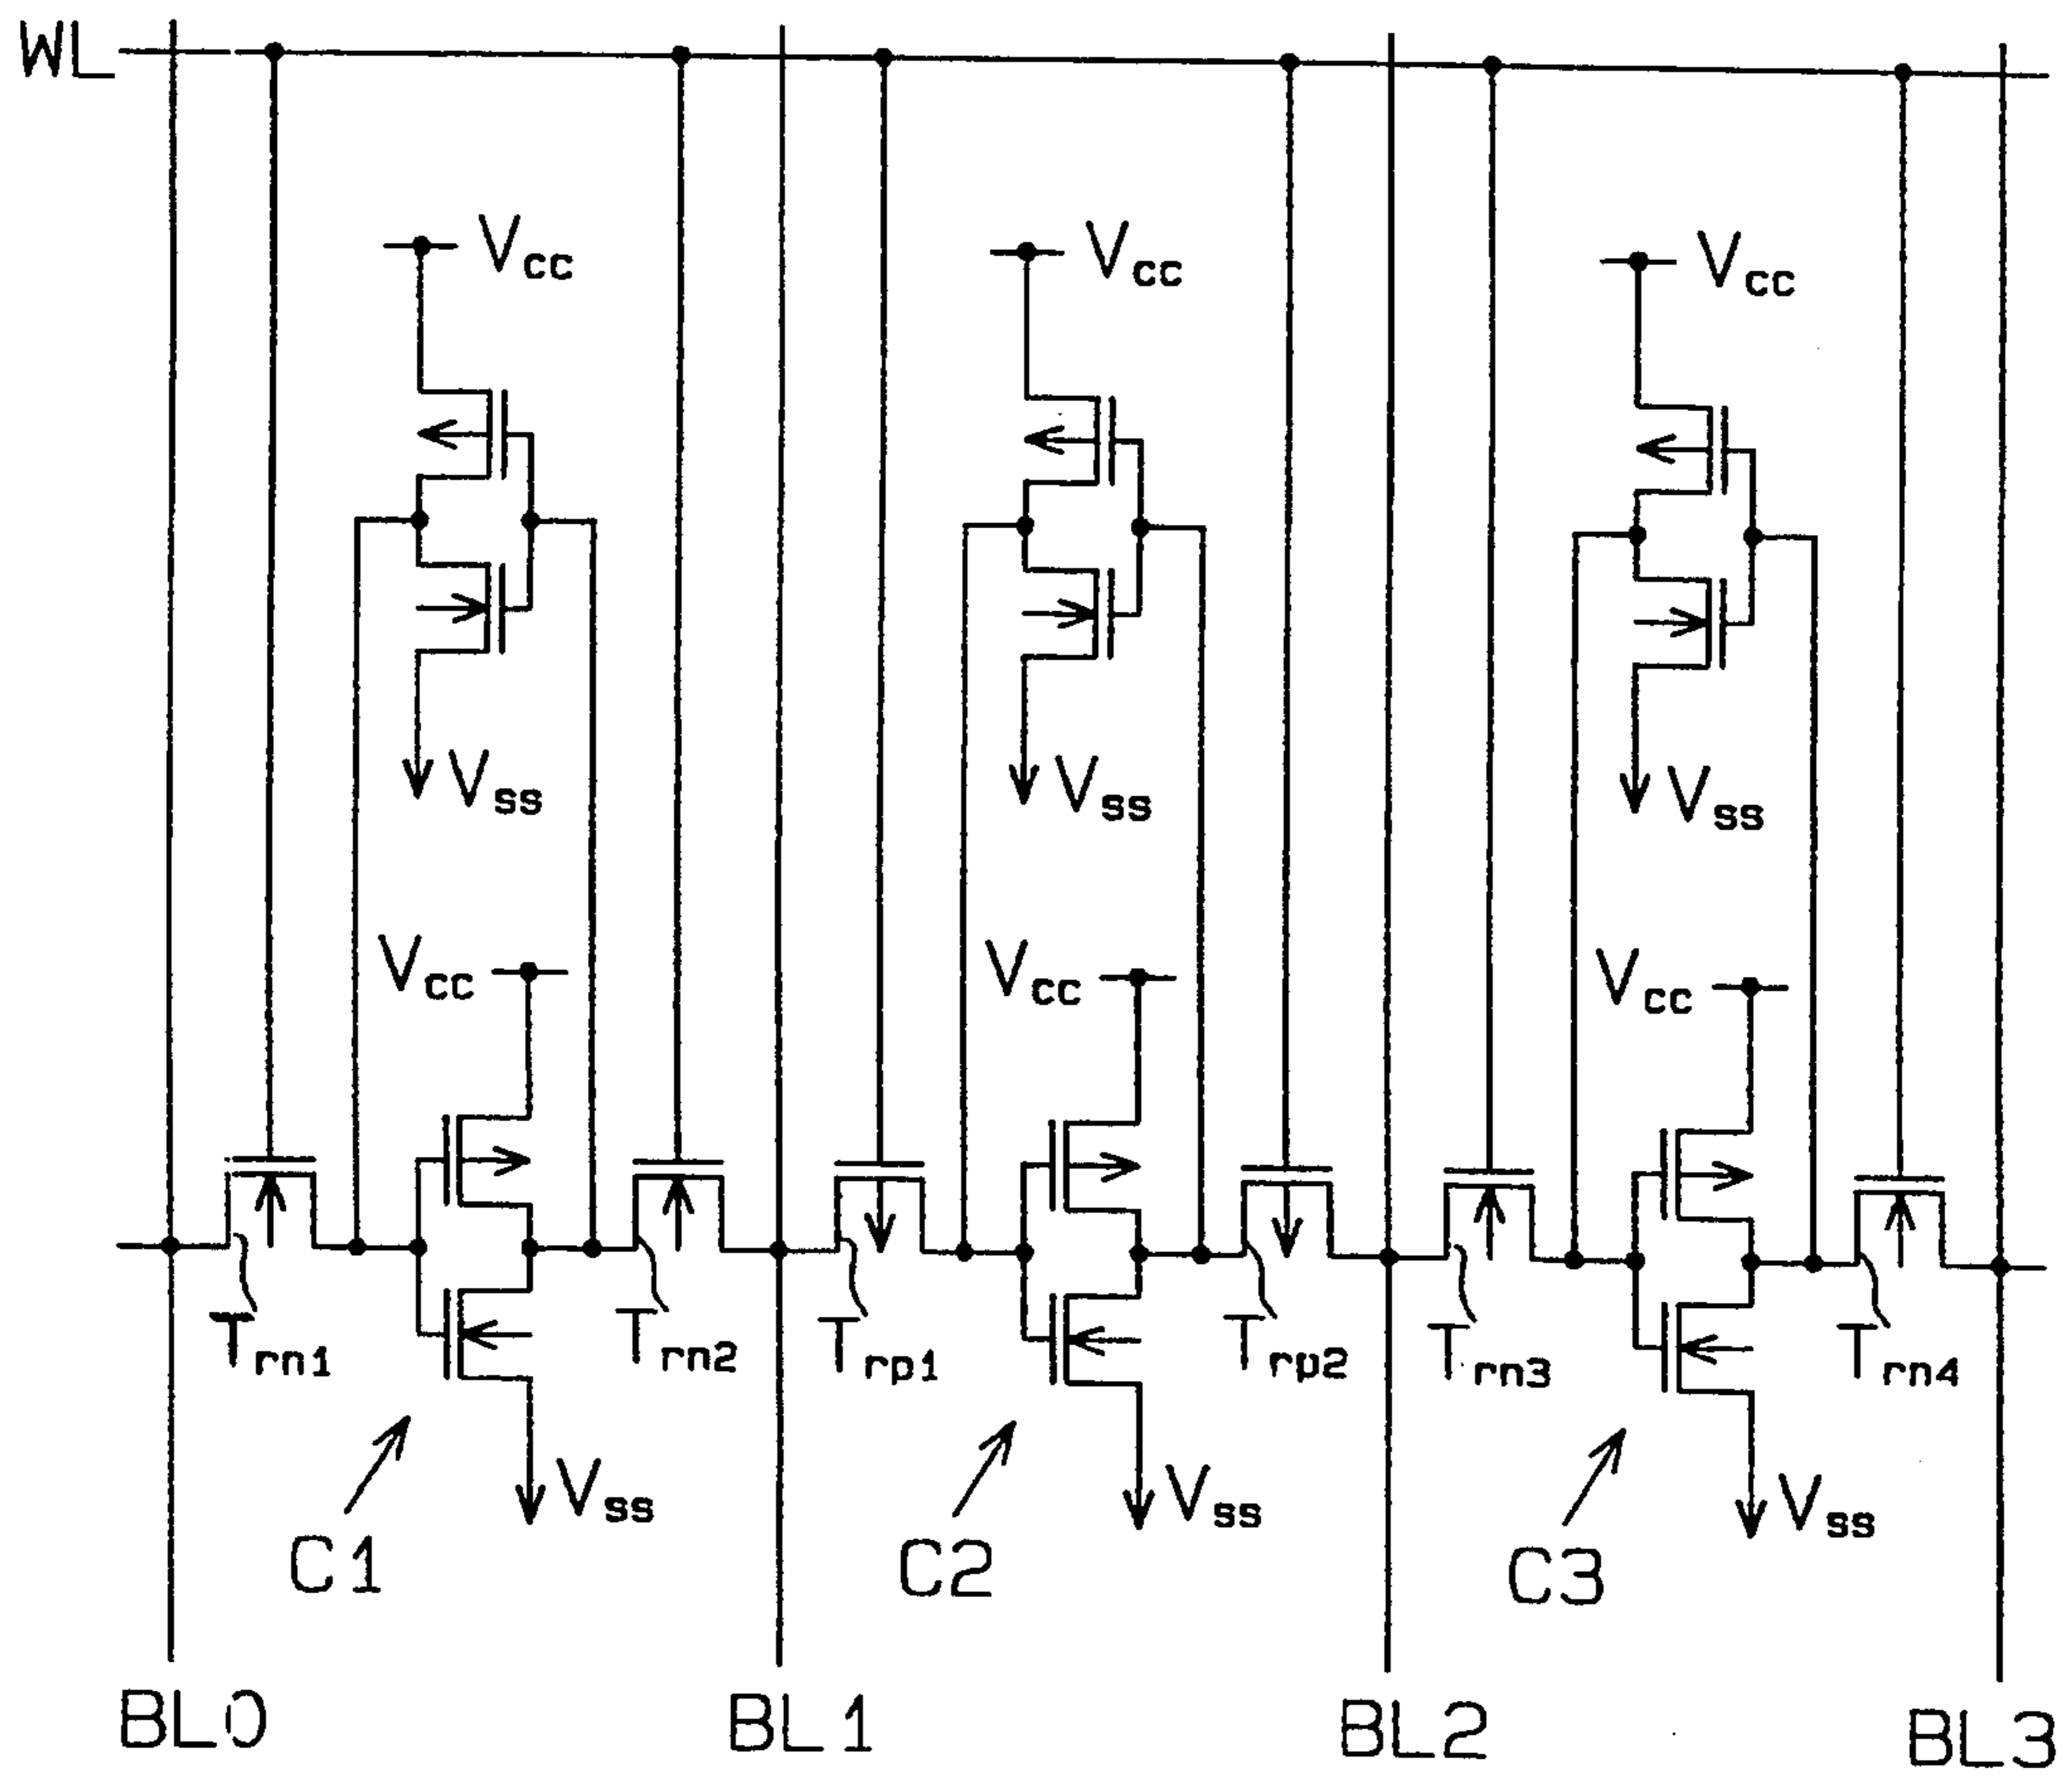 WL
Vcc
Vcc
Vcc
Vss
Vss
Vss
Vcc
Vcc
Vcc
Trn1
Trn2
Trp1
Trp2
Trn3
Trn4
Vss
Vss
Vss
C1
C2
C3
BL0
BL1
BL2
BL3